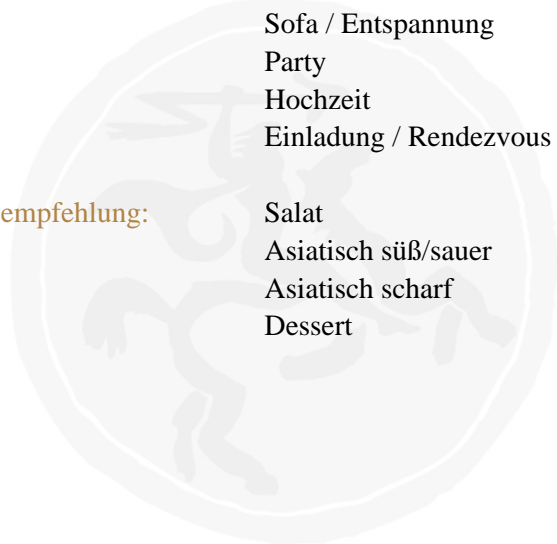 Sofa / Entspannung
Party
Hochzeit
Einladung / Rendezvous
empfehlung: Salat
Asiatisch süß/sauer
Asiatisch scharf
Dessert